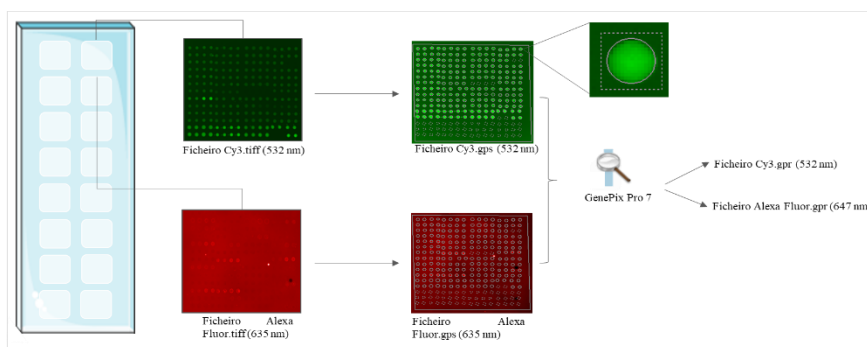 Ficheiro Cy3.tiff (532 nm)
Ficheiro Cy3.gps (532 nm)
GenePix Pro 7
Ficheiro Cy3.gpr (532 nm)
Ficheiro Alexa Fluor.gpr (647 nm
Ficheiro Alexa
Fluor.tiff (635 nm)
Ficheiro Alexa
Fluor.gps (635 nm)